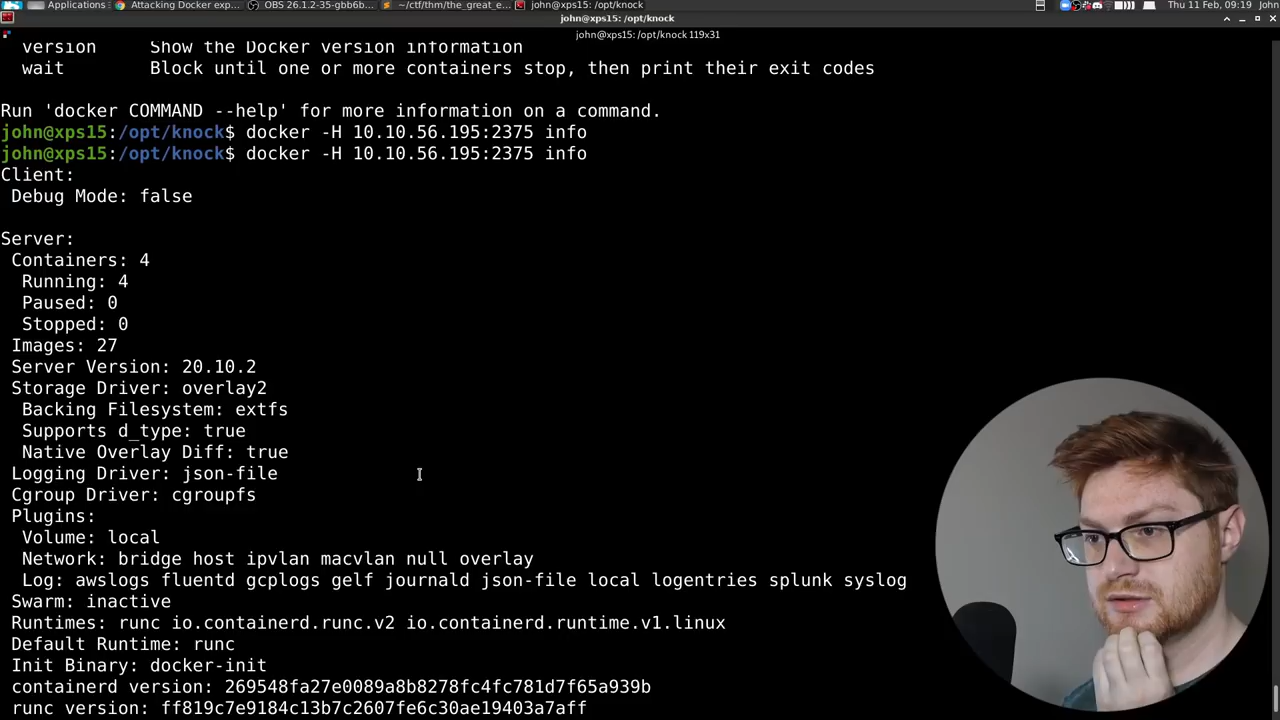 Applications
Attacking Docker exp...
OBS 26.1.2-35-gbb6b...
~/ctf/thm/the_great_e...
john@xps15: /opt/knock
Thu 11 Feb, 09:19 John
john@xps15: /opt/knock
john@xps15: /opt/knock 119x31
version Show the Docker version information
wait Block until one or more containers stop, then print their exit codes
Run 'docker COMMAND --help' for more information on a command.
john@xps15:/opt/knock$ docker -H 10.10.56.195:2375 info
john@xps15:/opt/knock$ docker -H 10.10.56.195:2375 info
Client:
Debug Mode: false
Server:
Containers: 4
Running: 4
Paused: 0
Stopped: 0
Images: 27
Server Version: 20.10.2
Storage Driver: overlay2
Backing Filesystem: extfs
Supports d_type: true
Native Overlay Diff: true
Logging Driver: json-file
Cgroup Driver: cgroupfs
Plugins:
Volume: local
Network: bridge host ipvlan macvlan null overlay
Log: awslogs fluentd gcplogs gelf journald json-file local logentries splunk syslog
Swarm: inactive
Runtimes: runc io.containerd.runc.v2 io.containerd.runtime.v1.linux
Default Runtime: runc
Init Binary: docker-init
containerd version: 269548fa27e0089a8b8278fc4fc781d7f65a939b
runc version: ff819c7e9184c13b7c2607fe6c30ae19403a7aff